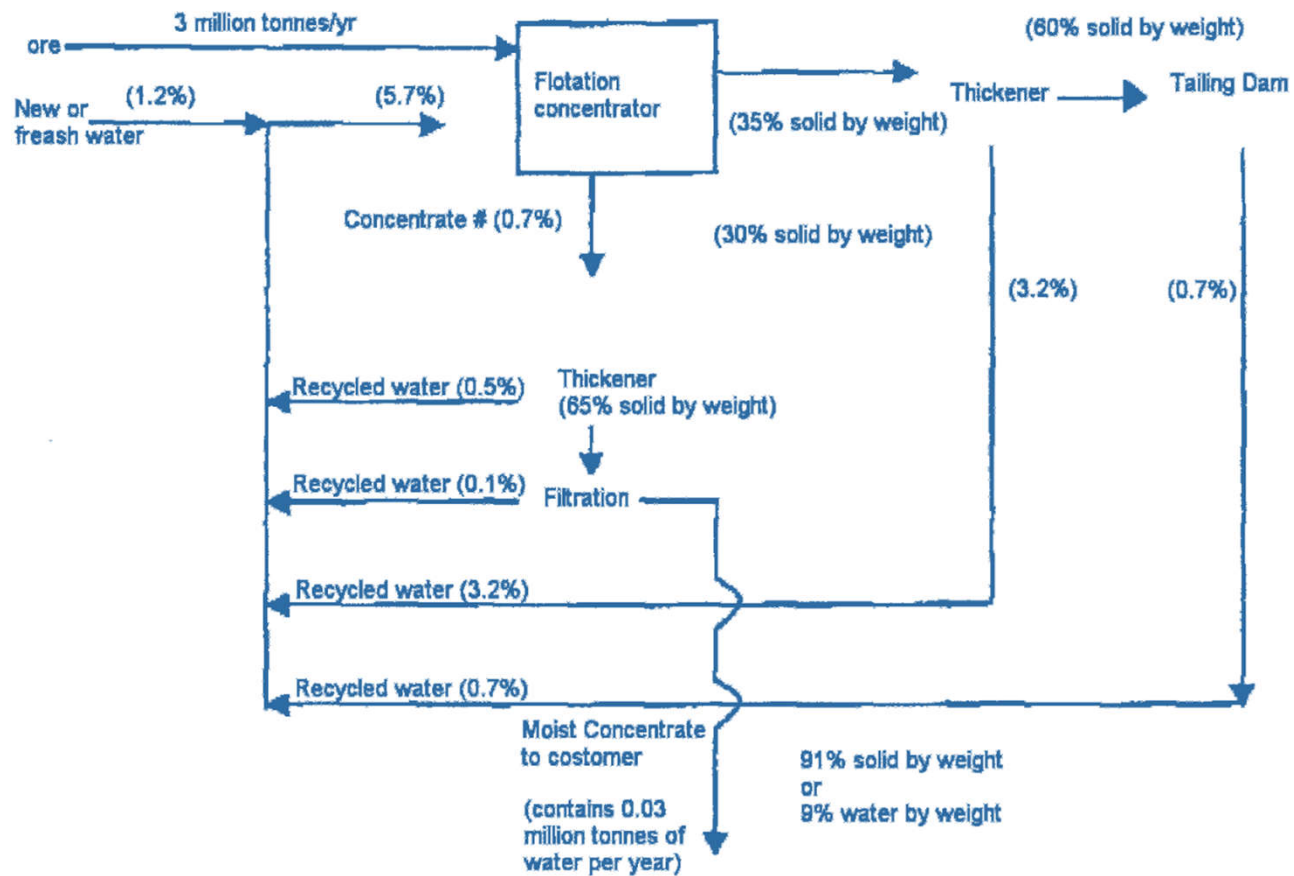 3 million tonnes/yr
ore
(60% solid by weight)
Flotation
concentrator
Thickener
Tailing Dam
New or
freash water
(1.2%)
(5.7%)
(35% solid by weight)
Concentrate # (0.7%)
(30% solid by weight)
(3.2%)
(0.7%)
Recycled water (0.5%)
Thickener
(65% solid by weight)
Recycled water (0.1%)
Filtration
Recycled water (3.2%)
Recycled water (0.7%)
Moist Concentrate
to costomer
91% solid by weight
or
9% water by weight
(contains 0.03
million tonnes of
water per year)